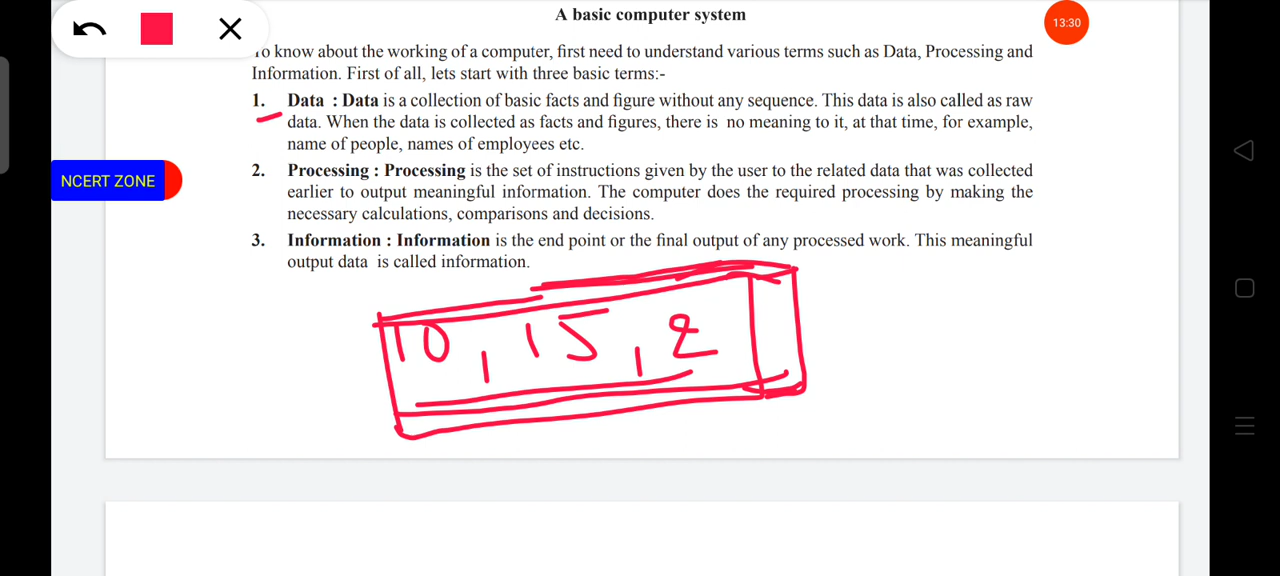 A basic computer system
13:30
To know about the working of a computer, first need to understand various terms such as Data, Processing and
Information. First of all, lets start with three basic terms:-
1. Data : Data is a collection of basic facts and figure without any sequence. This data is also called as raw
data. When the data is collected as facts and figures, there is no meaning to it, at that time, for example,
name of people, names of employees etc.
NCERT ZONE
2. Processing : Processing is the set of instructions given by the user to the related data that was collected
earlier to output meaningful information. The computer does the required processing by making the
necessary calculations, comparisons and decisions.
3. Information : Information is the end point or the final output of any processed work. This meaningful
output data is called information.
10, 15, 2